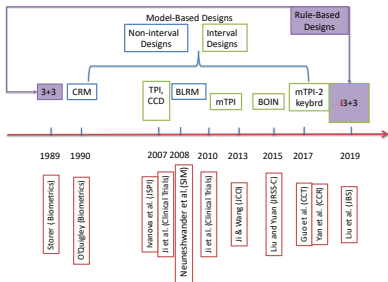 Model-Based Designs
Rule-Based
Designs
Non-interval
Designs
Interval
Designs
3+3
CRM
TPI,
CCD
BLRM
mTPI
BOIN
mTPI-2
keybrd
i3+3
1989
1990
2007
2008
2010
2013
2015
2017
2019
Storer (Biometrics)
O'Quigley (Biometrics)
Ivanova et al. (JSPI)
Ji et al. (Clinical Trials)
Neuneshwander et al. (SIM)
Ji et al. (Clinical Trials)
Ji & Wang (JCO)
Liu and Yuan (JRSS-C)
Guo et al. (CCT)
Yan et al. (CCR)
Liu et al. (JBS)